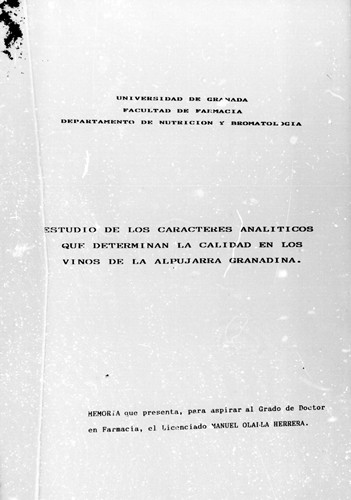 UNIVERSIDAD DE GRANADA
FACULTAD DE FARMACIA
DEPARTAMENTO DE NUTRICION Y BROMATOLOGIA
ESTUDIO DE LOS CARACTERES ANALITICOS
QUE DETERMINAN LA CALIDAD EN LOS
VINOS DE LA ALPUJARRA GRANADINA.
MEMORIA que presenta, para aspirar al Grado de Doctor
en Farmacia, el Licenciado MANUEL OLALLA HERRERA.